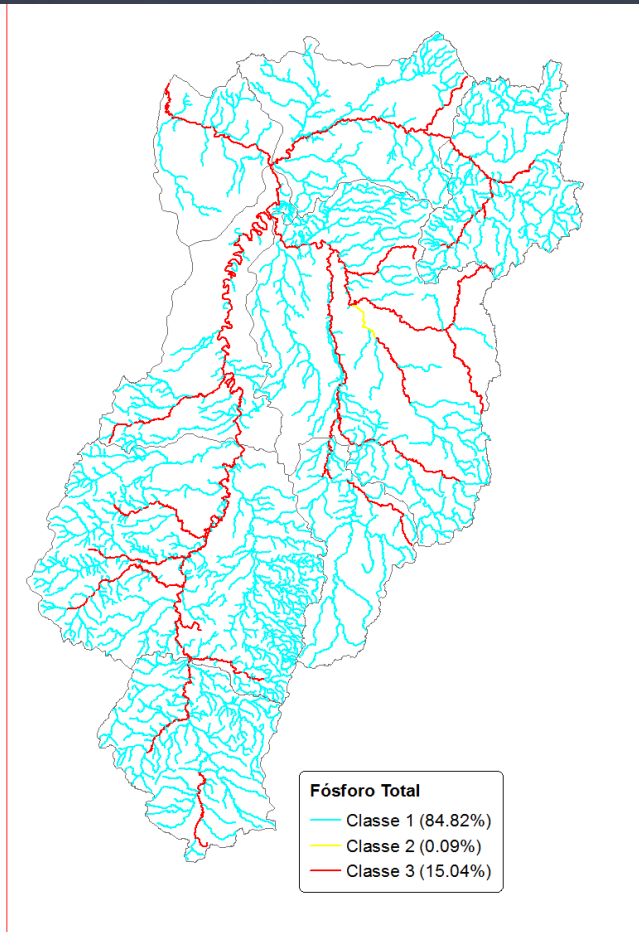 Fósforo Total
Classe 1 (84.82%)
Classe 2 (0.09%)
Classe 3 (15.04%)